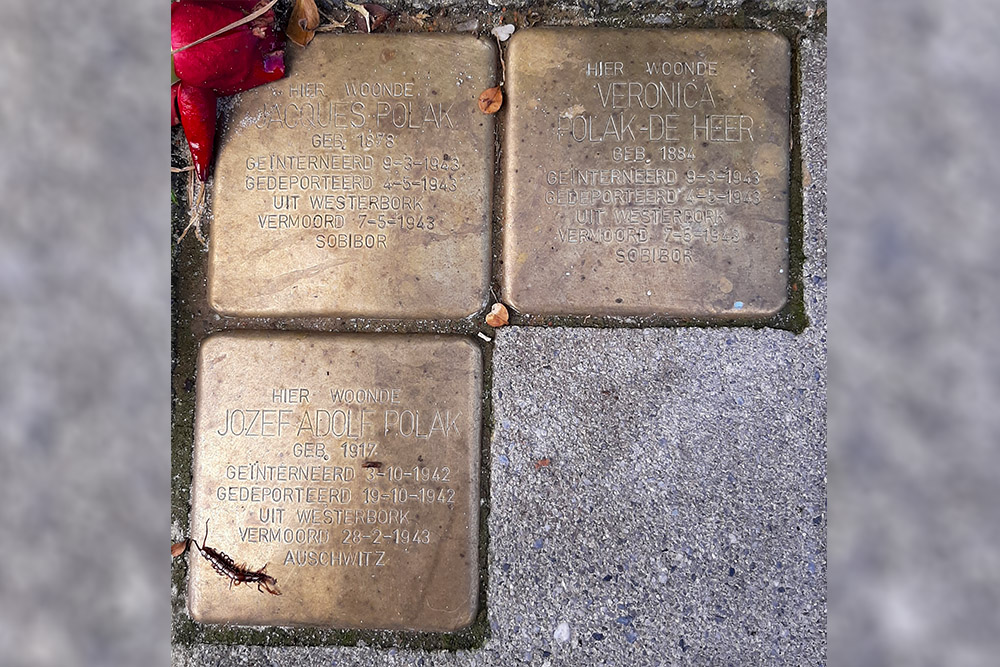 HIER WOONDE
JACQUES POLAK
GEB. 1878
GEÏNTERNEERD 9-3-1943
GEDEPORTEERD 4-5-1943
UIT WESTERBORK
VERMOORD 7-5-1943
SOBIBOR
HIER WOONDE
VERONICA
POLAK-DE HEER
GEB. 1884
GEÏNTERNEERD 9-3-1943
GEDEPORTEERD 4-5-1943
UIT WESTERBORK
VERMOORD 7-5-1943
SOBIBOR
HIER WOONDE
JOZEF ADOLF POLAK
GEB. 1917
GEÏNTERNEERD 3-10-1942
GEDEPORTEERD 19-10-1942
UIT WESTERBORK
VERMOORD 28-2-1943
AUSCHWITZ